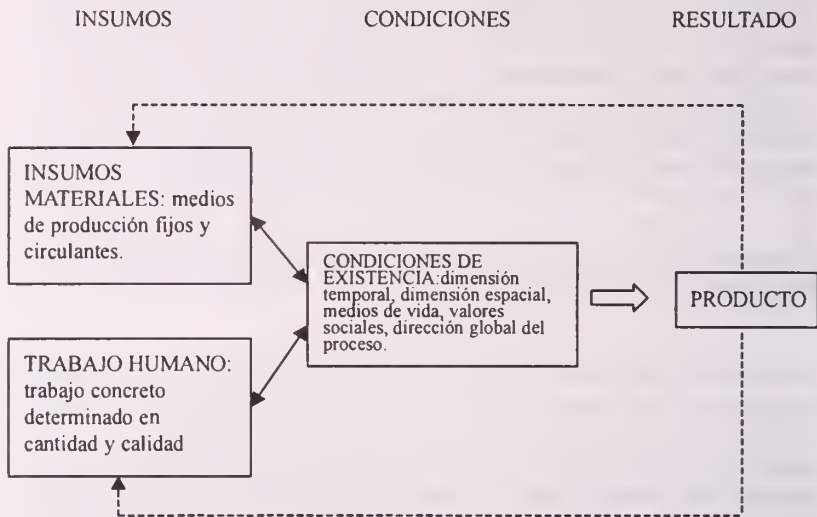 INSUMOS
CONDICIONES
RESULTADO
INSUMOS
MATERIALES: medios
de producción fijos y
circulantes.
CONDICIONES DE
EXISTENCIA:dimensión
temporal, dimensión espacial,
medios de vida, valores
sociales, dirección global del
proceso.
PRODUCTO
TRABAJO HUMANO:
trabajo concreto
determinado en
cantidad y calidad